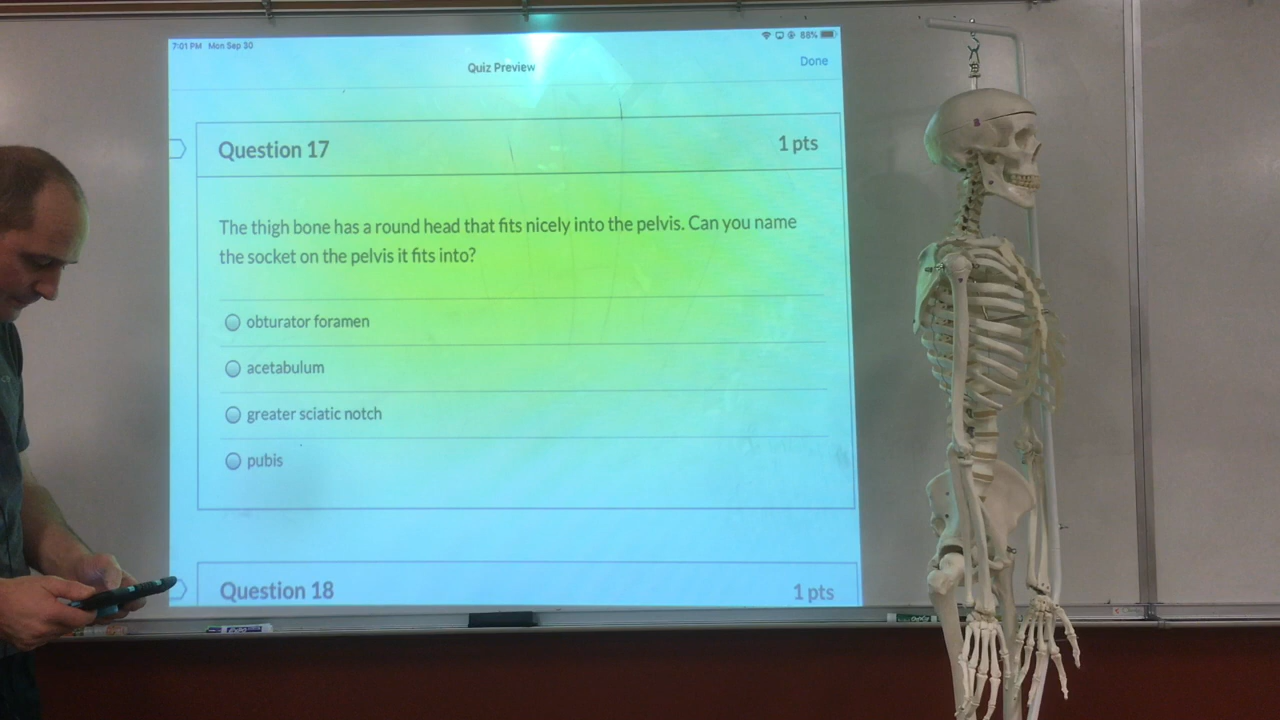 7:01 PM Mon Sep 30
88%
Quiz Preview
Done
Question 17
1 pts
The thigh bone has a round head that fits nicely into the pelvis. Can you name
the socket on the pelvis it fits into?
obturator foramen
acetabulum
greater sciatic notch
pubis
Question 18
1 pts